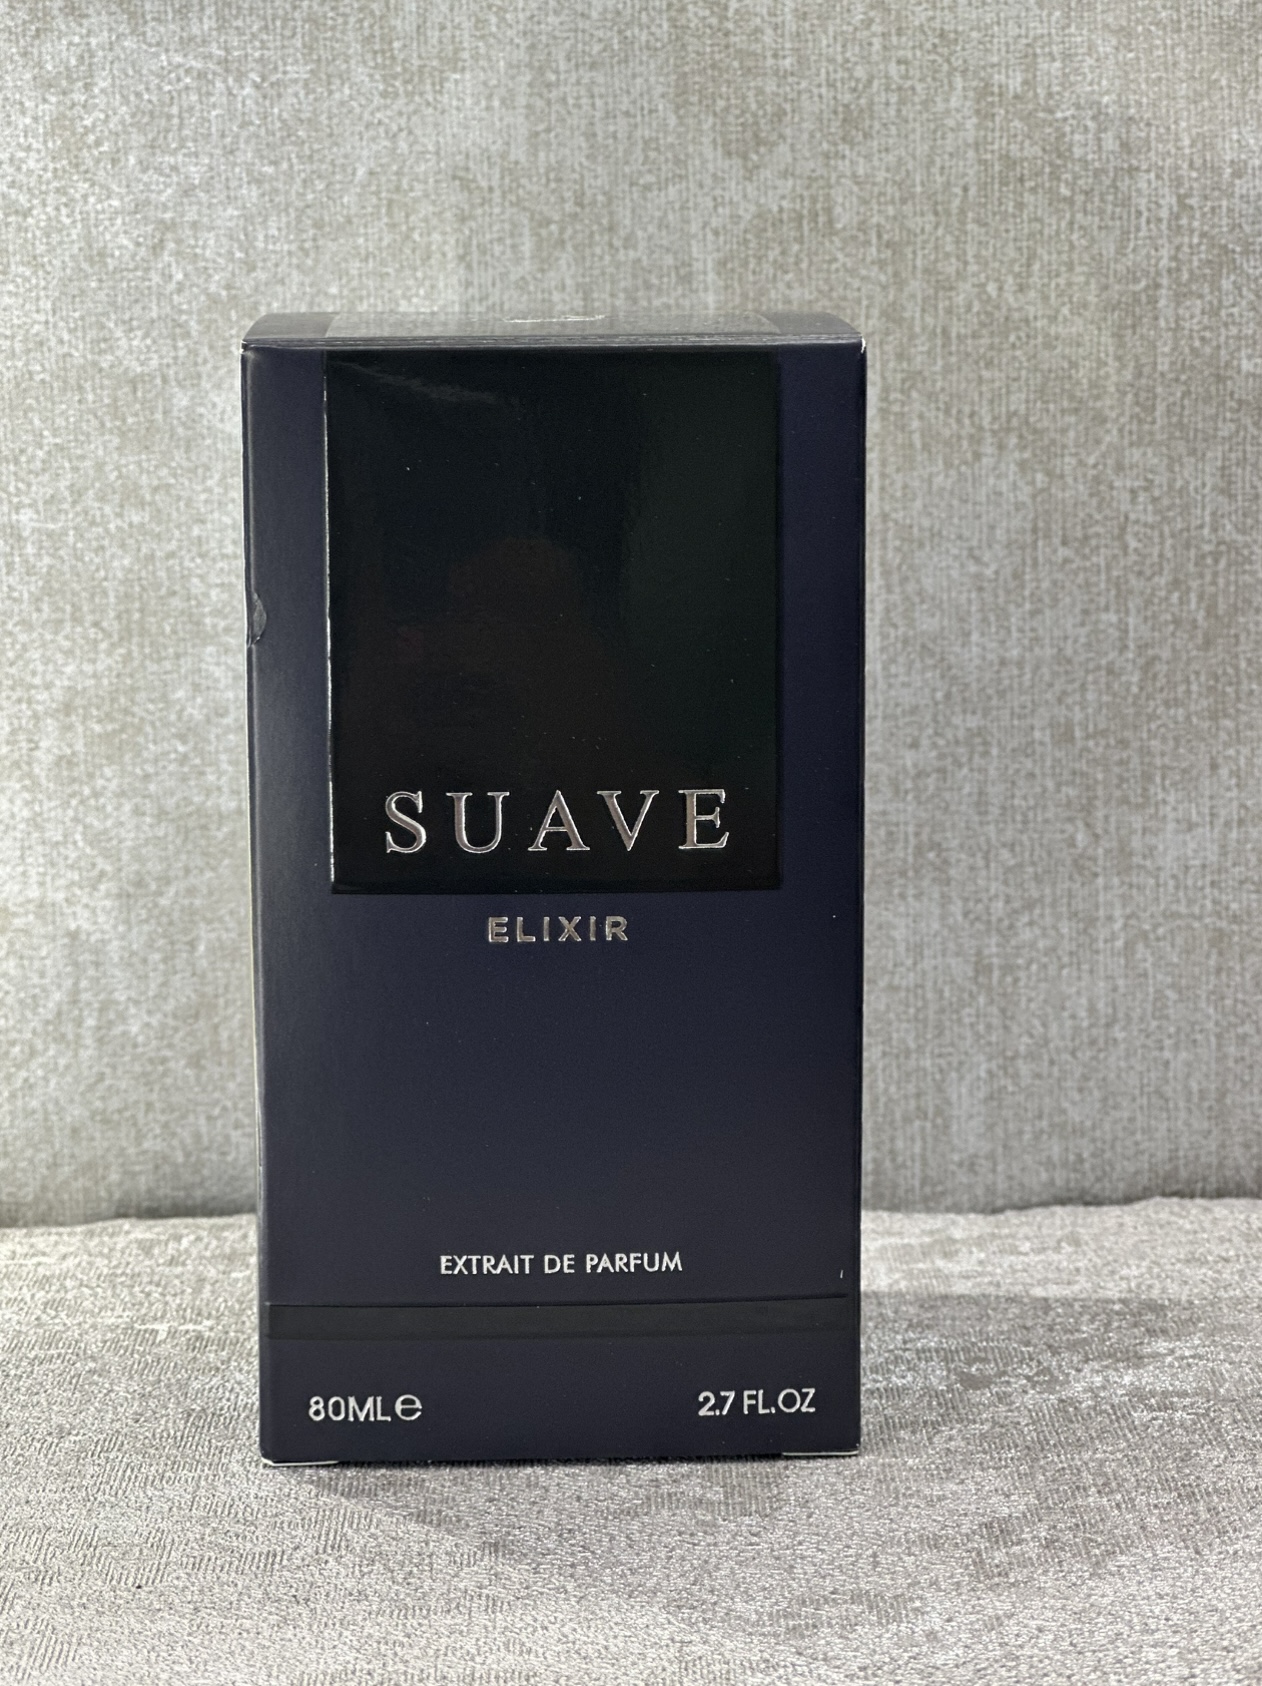 SUAVE
ELIXIR
EXTRAIT DE PARFUM
80ML℮ 2.7 FL.OZ